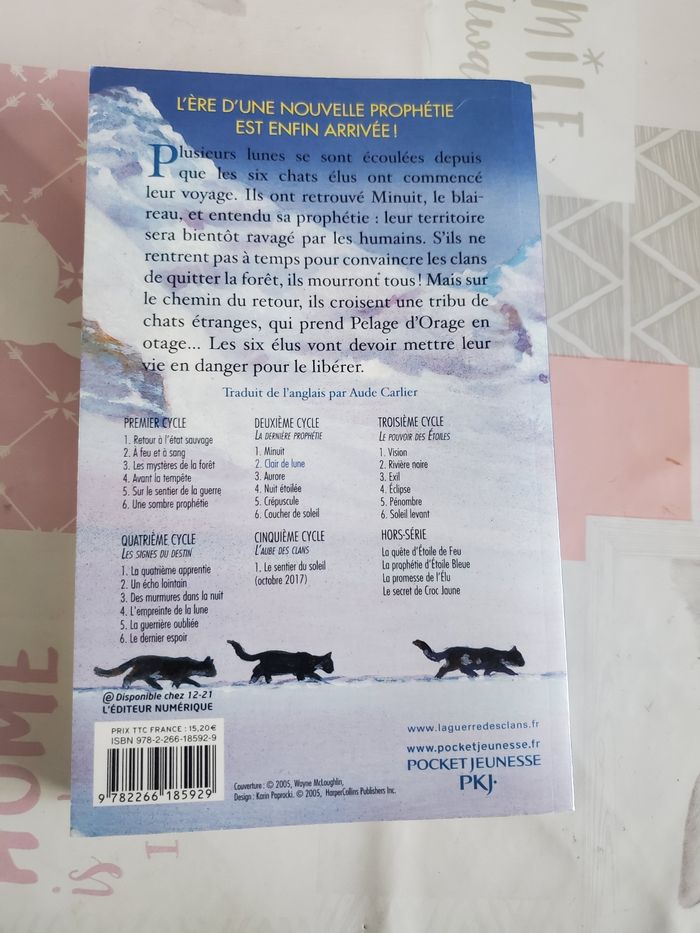 L'ÈRE D'UNE NOUVELLE PROPHÉTIE
EST ENFIN ARRIVÉE !
Plusieurs lunes se sont écoulées depuis
que les six chats élus ont commencé
leur voyage. Ils ont retrouvé Minuit, le blai-
reau, et entendu sa prophétie : leur territoire
sera bientôt ravagé par les humains. S'ils ne
rentrent pas à temps pour convaincre les clans
de quitter la forêt, ils mourront tous ! Mais sur
le chemin du retour, ils croisent une tribu de
chats étranges, qui prend Pelage d'Orage en
otage... Les six élus vont devoir mettre leur
vie en danger pour le libérer.
Traduit de l'anglais par Aude Carlier
PREMIER CYCLE
1. Retour à l'état sauvage
2. À feu et à sang
3. Les mystères de la forêt
4. Avant la tempête
5. Sur le sentier de la guerre
6. Une sombre prophétie
DEUXIÈME CYCLE
LA DERNIÈRE PROPHÉTIE
1. Minuit
2. Clair de lune
3. Aurore
4. Nuit étoilée
5. Crépuscule
6. Coucher de soleil
TROISIÈME CYCLE
LE POUVOIR DES ÉTOILES
1. Vision
2. Rivière noire
3. Exil
4. Éclipse
5. Pénombre
6. Soleil levant
QUATRIÈME CYCLE
LES SIGNES DU DESTIN
1. La quatrième apprentie
2. Un écho lointain
3. Des murmures dans la nuit
4. L'empreinte de la lune
5. La guerrière oubliée
6. Le dernier espoir
CINQUIÈME CYCLE
L'AUBE DES CLANS
1. Le sentier du soleil
(octobre 2017)
HORS-SÉRIE
La quête d'Étoile de Feu
La prophétie d'Étoile Bleue
La promesse de l'Élu
Le secret de Croc Jaune
@ Disponible chez 12-21
L'ÉDITEUR NUMÉRIQUE
PRIX TTC FRANCE : 15,20 €
ISBN 978-2-266-18592-9
9 782266 185929
Couverture : © 2005, Wayne McLoughlin,
Design : Karin Paprocki. © 2005, HarperCollins Publishers Inc.
www.laguerredesclans.fr
www.pocketjeunesse.fr
POCKET JEUNESSE
PKJ·
HOME
is